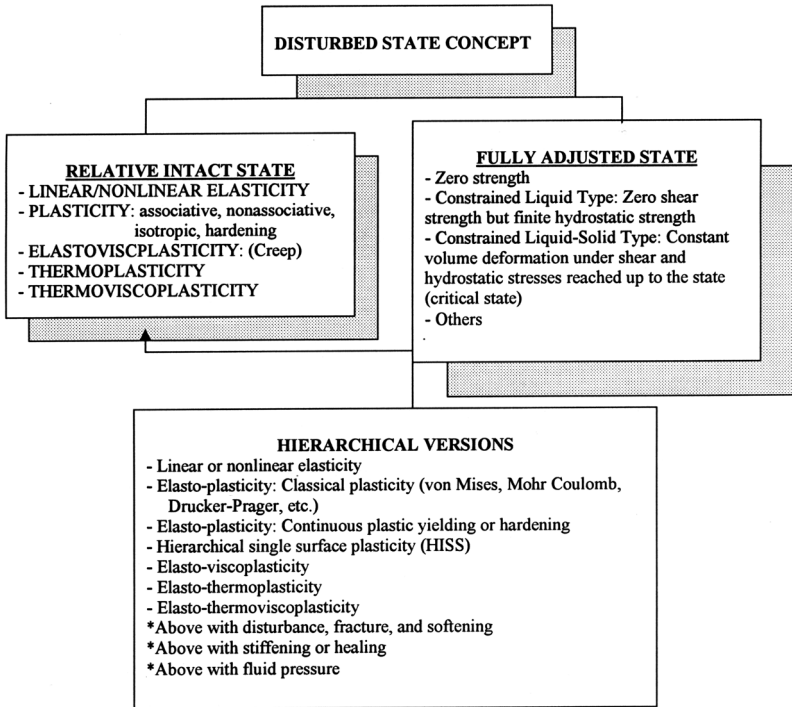 DISTURBED STATE CONCEPT
RELATIVE INTACT STATE
- LINEAR/NONLINEAR ELASTICITY
- PLASTICITY: associative, nonassociative,
isotropic, hardening
- ELASTOVISCPLASTICITY: (Creep)
- THERMOPLASTICITY
- THERMOVISCOPLASTICITY
FULLY ADJUSTED STATE
- Zero strength
- Constrained Liquid Type: Zero shear
strength but finite hydrostatic strength
- Constrained Liquid-Solid Type: Constant
volume deformation under shear and
hydrostatic stresses reached up to the state
(critical state)
- Others
HIERARCHICAL VERSIONS
- Linear or nonlinear elasticity
- Elasto-plasticity: Classical plasticity (von Mises, Mohr Coulomb,
Drucker-Prager, etc.)
- Elasto-plasticity: Continuous plastic yielding or hardening
- Hierarchical single surface plasticity (HISS)
- Elasto-viscoplasticity
- Elasto-thermoplasticity
- Elasto-thermoviscoplasticity
*Above with disturbance, fracture, and softening
*Above with stiffening or healing
*Above with fluid pressure